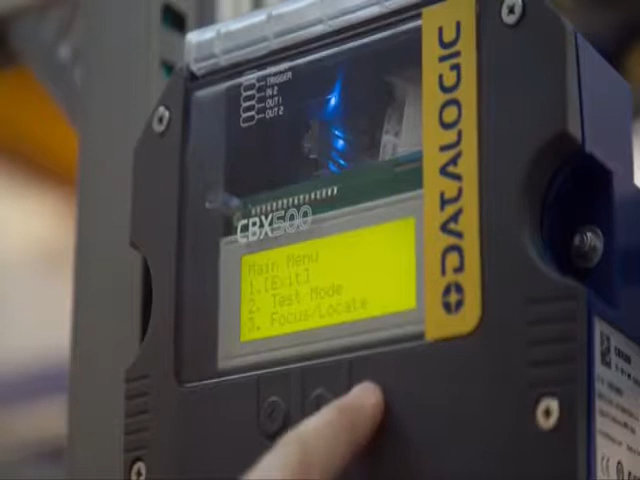 TRIGGER
IN 2
OUT 1
OUT 2
DATALOGIC
CBX500
Main Menu
1.[Exit]
2. Test Mode
3. Focus/Locate